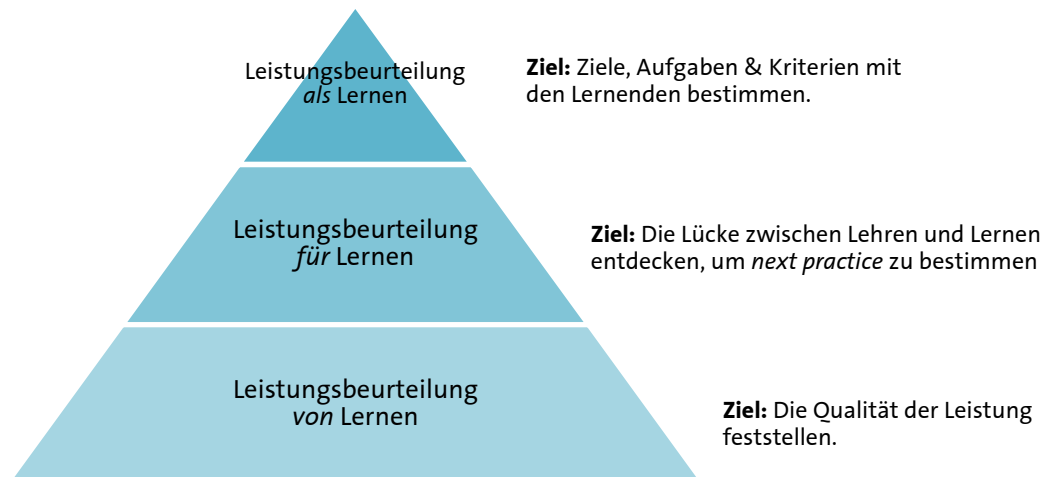 Leistungsbeurteilung
als Lernen
Ziel: Ziele, Aufgaben & Kriterien mit
den Lernenden bestimmen.
Leistungsbeurteilung
für Lernen
Ziel: Die Lücke zwischen Lehren und Lernen
entdecken, um next practice zu bestimmen
Leistungsbeurteilung
von Lernen
Ziel: Die Qualität der Leistung
feststellen.